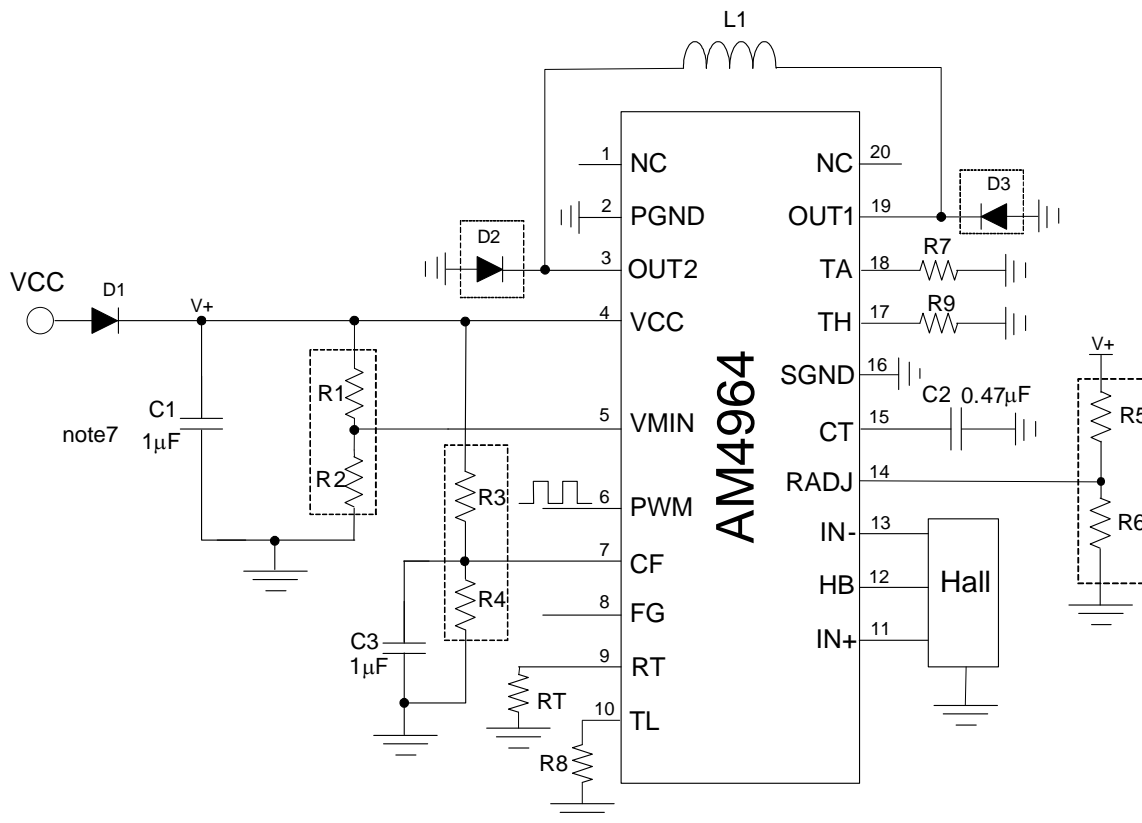 L1
1 NC
NC 20
2 PGND
OUT1 19
D3
D2
3 OUT2
TA 18
R7
VCC
D1
V+
4 VCC
TH 17
R9
SGND 16
V+
R1
C1
1μF
note7
5 VMIN
CT 15
C2 0.47μF
R5
R2
R3
6 PWM
RADJ 14
R6
AM4964
IN- 13
7 CF
HB 12
Hall
R4
8 FG
IN+ 11
C3
1μF
9 RT
RT
10 TL
R8